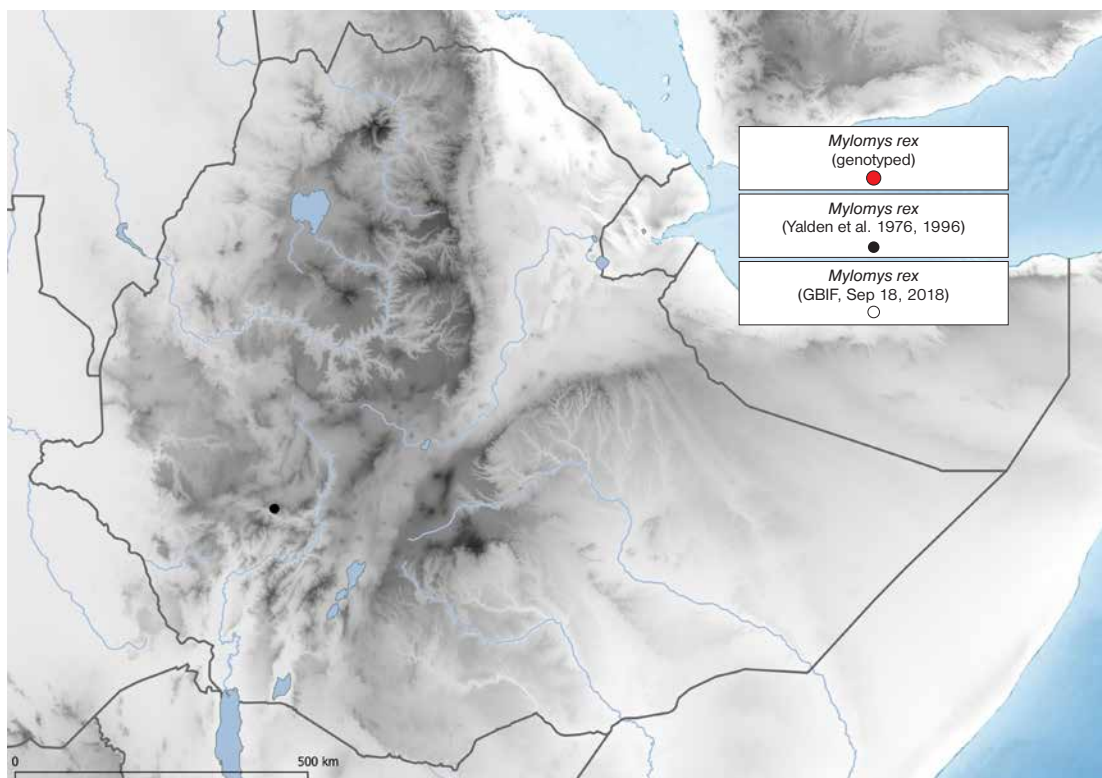 Mylomys rex
(genotyped)
Mylomys rex
(Yalden et al. 1976, 1996)
Mylomys rex
(GBIF, Sep 18, 2018)
0
500 km